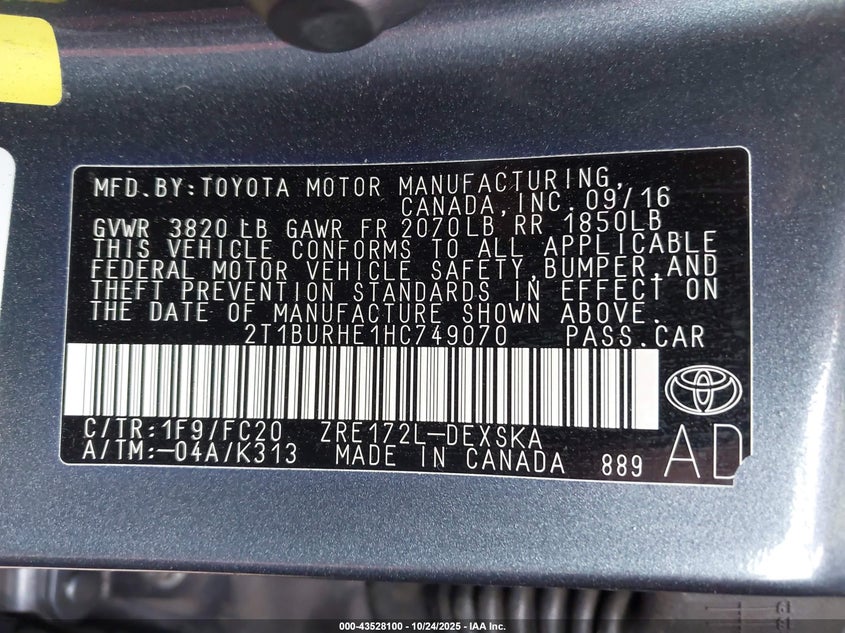 MFD.BY:TOYOTA MOTOR MANUFACTURING,
CANADA,INC.09/16
GVWR 3820 LB GAWR FR 2070LB RR 1850LB
THIS VEHICLE CONFORMS TO ALL APPLICABLE
FEDERAL MOTOR VEHICLE SAFETY,BUMPER,AND
THEFT PREVENTION STANDARDS IN EFFECT ON
THE DATE OF MANUFACTURE SHOWN ABOVE.
2T1BURHE1HC749070 PASS.CAR
C/TR:1F9/FC20 ZRE172L-DEXSKA
A/TM:-04A/K313 MADE IN CANADA 889
AD
000-43528100 - 10/24/2025 - IAA Inc.